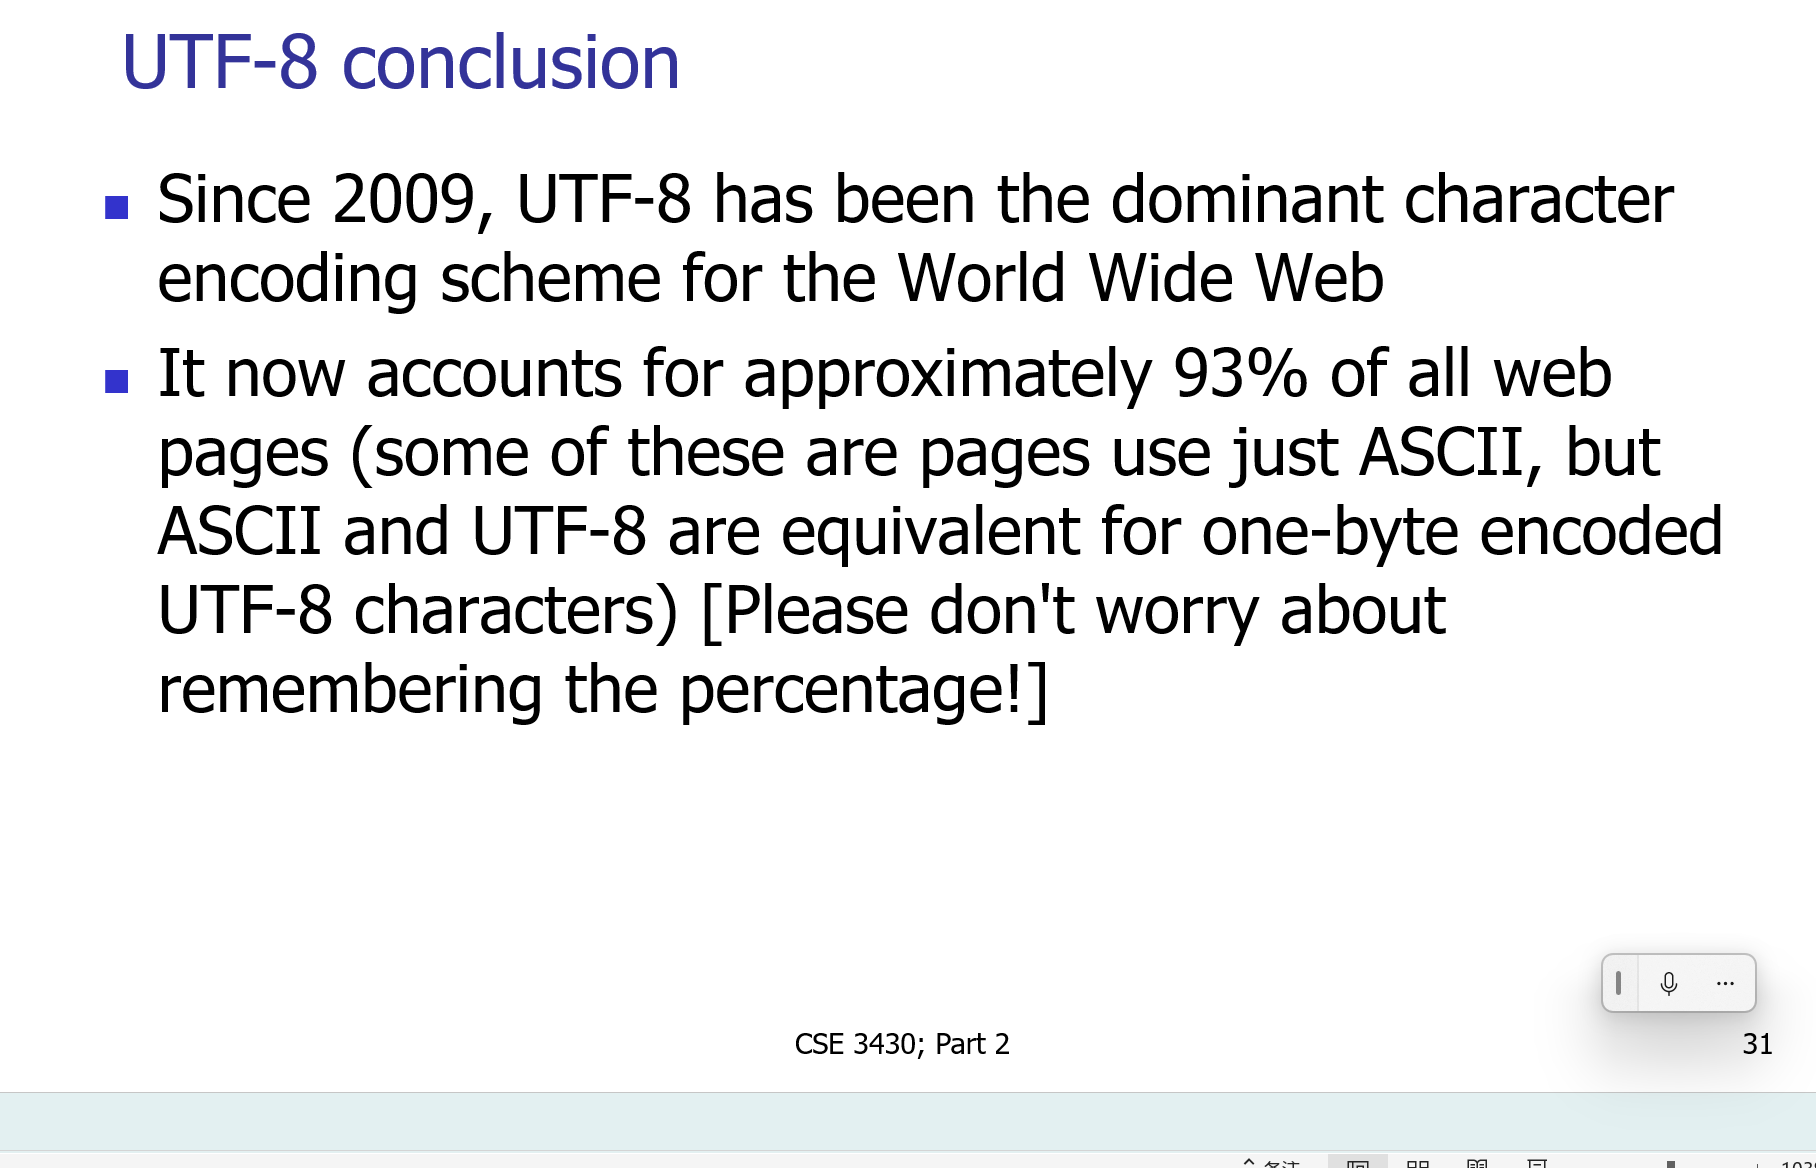 UTF-8 conclusion
Since 2009, UTF-8 has been the dominant character
encoding scheme for the World Wide Web
It now accounts for approximately 93% of all web
pages (some of these are pages use just ASCII, but
ASCII and UTF-8 are equivalent for one-byte encoded
UTF-8 characters) [Please don't worry about
remembering the percentage!]
CSE 3430; Part 2
31